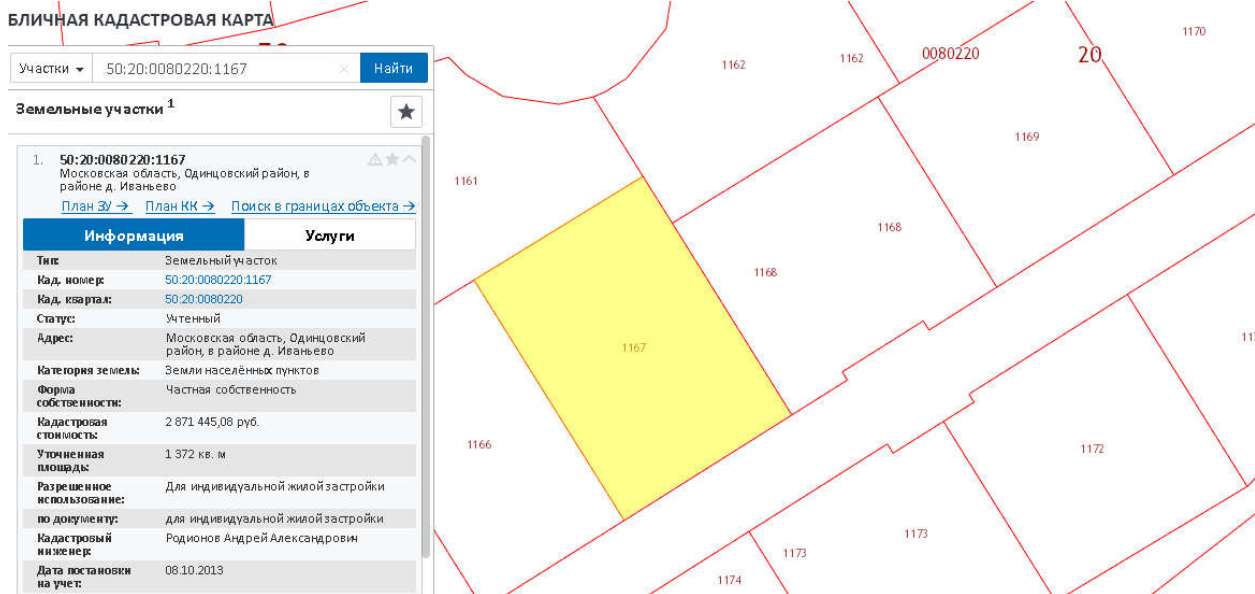 БЛИЧНАЯ КАДАСТРОВАЯ КАРТА
Участки 50:20:0080220:1167 × Найти
Земельные участки 1
1. 50:20:0080220:1167
Московская область, Одинцовский район, в
районе д. Иваньево
План ЗУ → План КК → Поиск в границах объекта →
Информация Услуги
Тип: Земельный участок
Кад. номер: 50:20:0080220:1167
Кад. квартал: 50:20:0080220
Статус: Учтенный
Адрес: Московская область, Одинцовский
район, в районе д. Иваньево
Категория земель: Земли населённых пунктов
Форма
собственности: Частная собственность
Кадастровая
стоимость: 2 871 445,08 руб.
Уточненная
площадь: 1 372 кв. м
Разрешенное
использование: Для индивидуальной жилой застройки
по документу: для индивидуальной жилой застройки
Кадастровый
инженер: Родионов Андрей Александрович
Дата постановки
на учет: 08.10.2013
1170
1162
1162
0080220
20
1169
1161
1168
1168
1167
1166
1172
1173
1173
1174